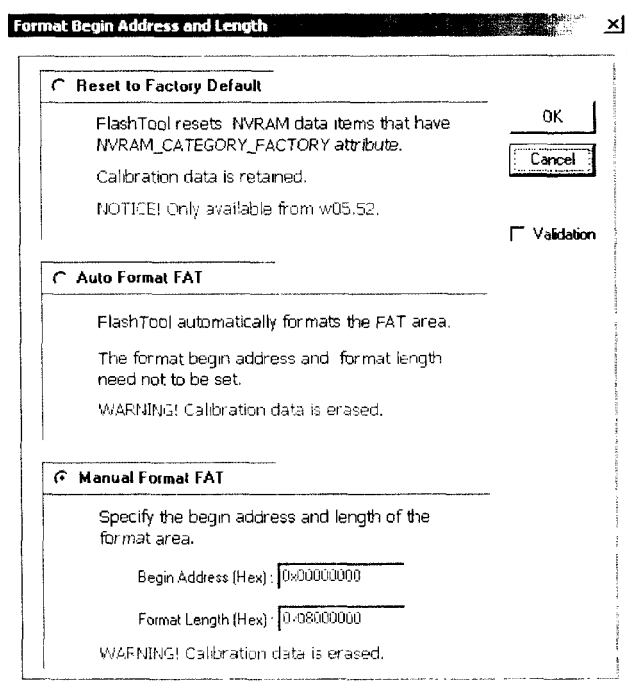 Format Begin Address and Length
Reset to Factory Default
FlashTool resets NVRAM data items that have
NVRAM_CATEGORY_FACTORY attribute.
Calibration data is retained.
NOTICE! Only available from w05.52.
OK
Cancel
Validation
Auto Format FAT
FlashTool automatically formats the FAT area.
The format begin address and format length
need not to be set.
WARNING! Calibration data is erased.
Manual Format FAT
Specify the begin address and length of the
format area.
Begin Address (Hex) : 0x00000000
Format Length (Hex) : 0x08000000
WARNING! Calibration data is erased.